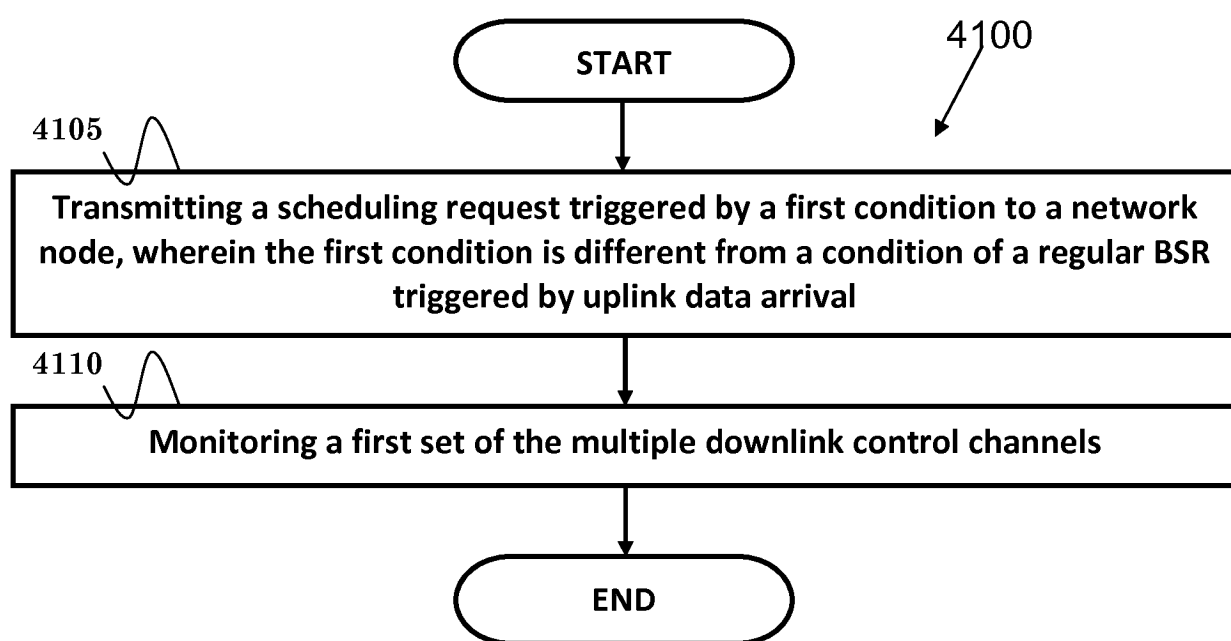 START
4100
4105
Transmitting a scheduling request triggered by a first condition to a network
node, wherein the first condition is different from a condition of a regular BSR
triggered by uplink data arrival
4110
Monitoring a first set of the multiple downlink control channels
END